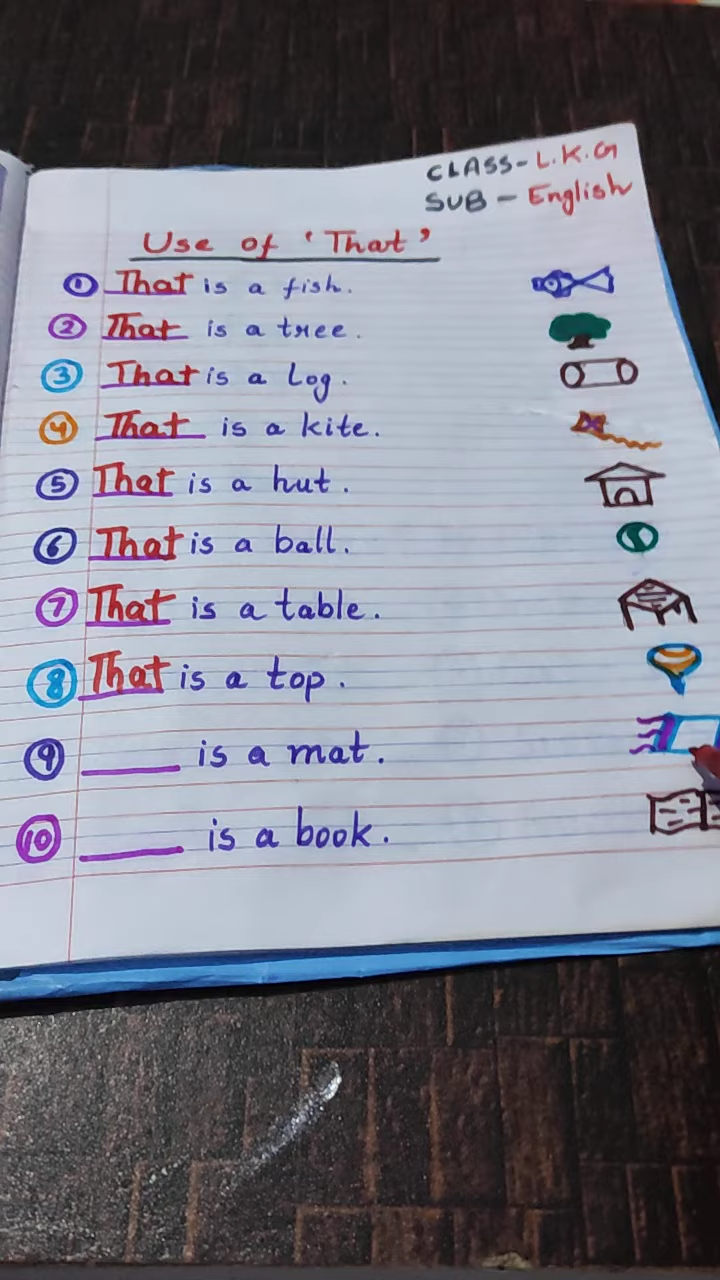 CLASS-L.K.G
SUB - English
Use of 'That'
① That is a fish.
② That is a tree.
③ That is a Log.
④ That is a kite.
⑤ That is a hut.
⑥ That is a ball.
⑦ That is a table.
⑧ That is a top.
⑨ ____ is a mat.
⑩ ____ is a book.